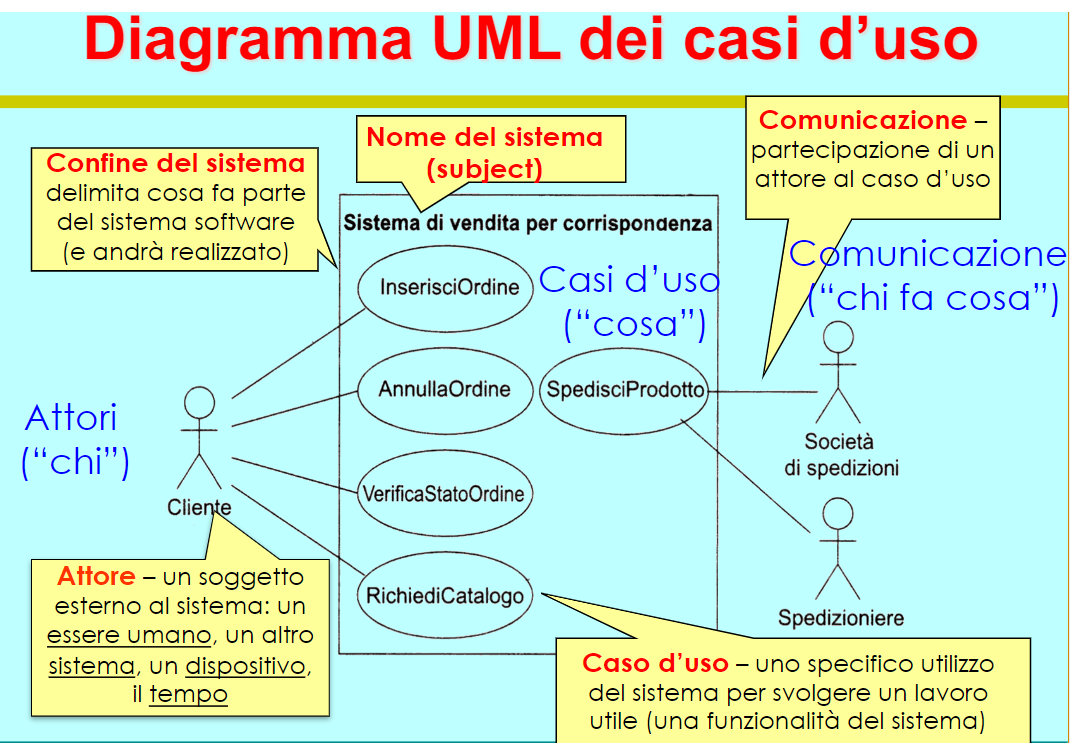 Diagramma UML dei casi d’uso
Confine del sistema
delimita cosa fa parte
del sistema software
(e andrà realizzato)
Nome del sistema
(subject)
Comunicazione –
partecipazione di un
attore al caso d’uso
Sistema di vendita per corrispondenza
Comunicazione
(“chi fa cosa”)
InserisciOrdine
Casi d’uso
(“cosa”)
AnnullaOrdine
SpedisciProdotto
Attori
(“chi”)
Società
di spedizioni
VerificaStatoOrdine
Cliente
RichiediCatalogo
Spedizioniere
Attore – un soggetto
esterno al sistema: un
essere umano, un altro
sistema, un dispositivo,
il tempo
Caso d’uso – uno specifico utilizzo
del sistema per svolgere un lavoro
utile (una funzionalità del sistema)